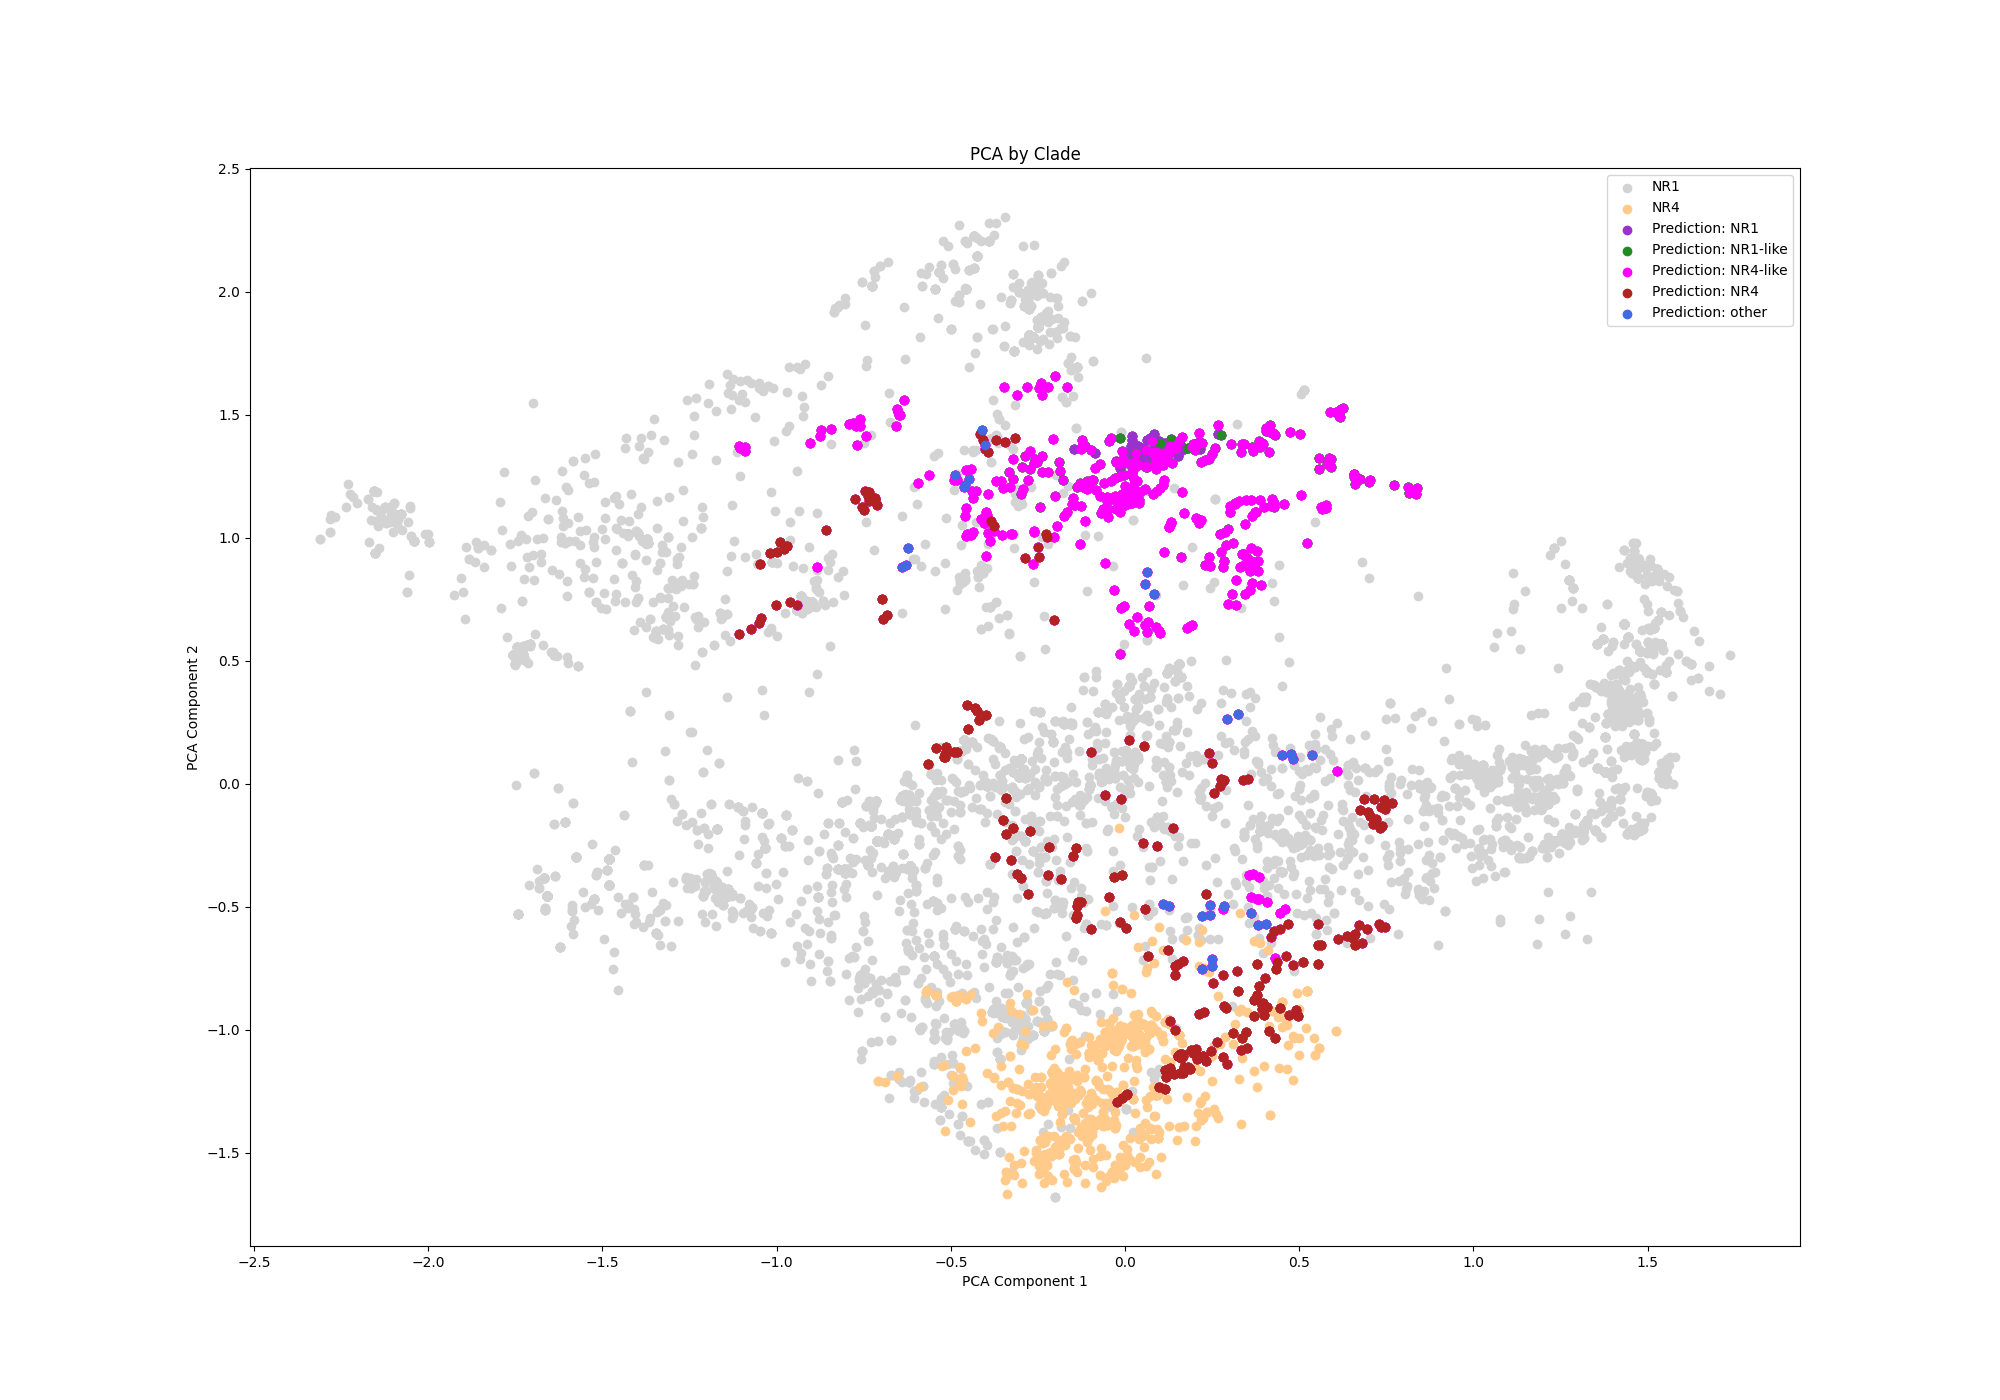 PCA by Clade
2.5
2.0
1.5
1.0
0.5
0.0
−0.5
−1.0
−1.5
PCA Component 2
NR1
NR4
Prediction: NR1
Prediction: NR1-like
Prediction: NR4-like
Prediction: NR4
Prediction: other
−2.5 −2.0 −1.5 −1.0 −0.5 0.0 0.5 1.0 1.5
PCA Component 1